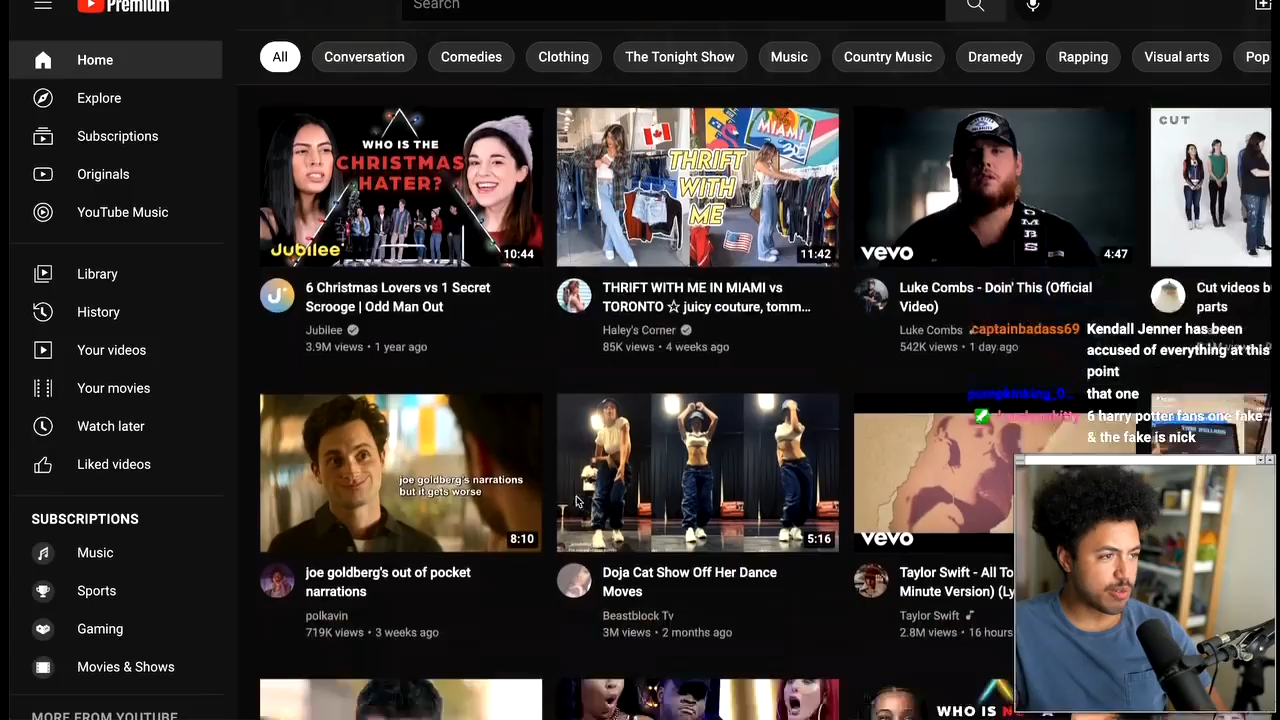 Premium
Search
Home
Explore
Subscriptions
Originals
YouTube Music
Library
History
Your videos
Your movies
Watch later
Liked videos
SUBSCRIPTIONS
Music
Sports
Gaming
Movies & Shows
MORE FROM YOUTUBE
All
Conversation
Comedies
Clothing
The Tonight Show
Music
Country Music
Dramedy
Rapping
Visual arts
Pop
WHO IS THE
CHRISTMAS
HATER?
Jubilee
10:44
6 Christmas Lovers vs 1 Secret
Scrooge | Odd Man Out
Jubilee
3.9M views • 1 year ago
MIAMI
305
THRIFT
WITH
ME
11:42
THRIFT WITH ME IN MIAMI vs
TORONTO ☆ juicy couture, tomm...
Haley's Corner
85K views • 4 weeks ago
vevo
4:47
Luke Combs - Doin' This (Official
Video)
Luke Combs
542K views • 1 day ago
CUT
Cut videos b
parts
captainbadass69 Kendall Jenner has been
accused of everything at this
point
that one
6 harry potter fans one fake
& the fake is nick
joe goldberg's narrations
but it gets worse
8:10
joe goldberg's out of pocket
narrations
polkavin
719K views • 3 weeks ago
5:16
Doja Cat Show Off Her Dance
Moves
Beastblock Tv
3M views • 2 months ago
vevo
Taylor Swift - All To
Minute Version) (Ly
Taylor Swift
2.8M views • 16 hours
WHO IS